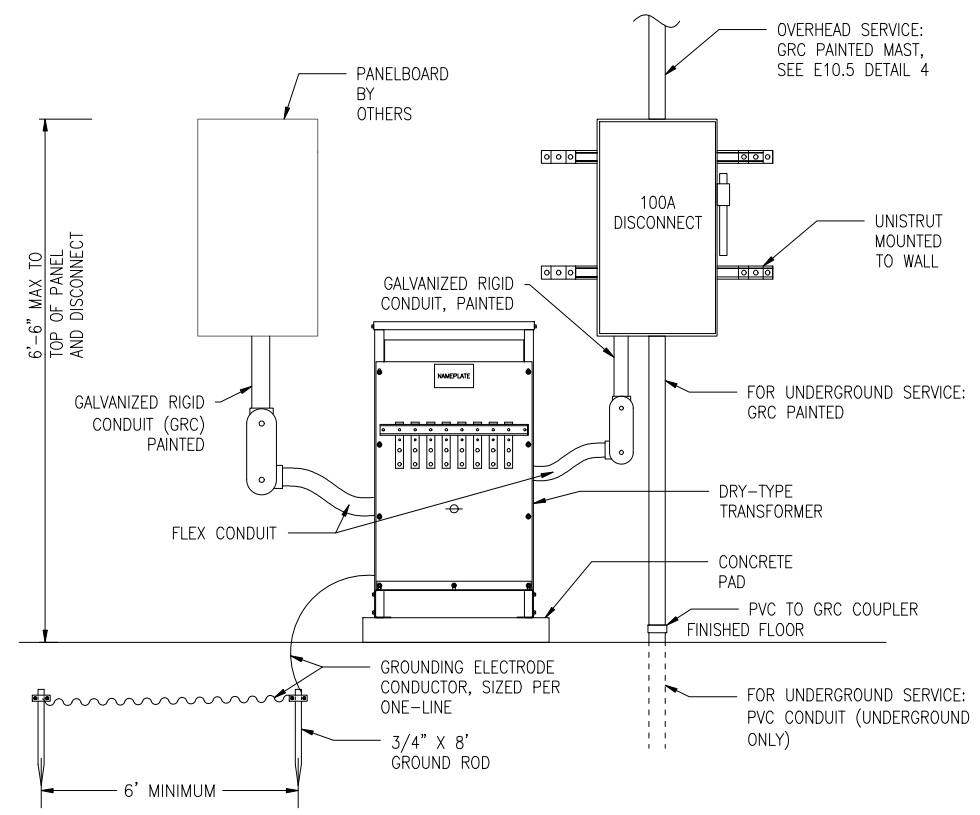 OVERHEAD SERVICE:
GRC PAINTED MAST,
SEE E10.5 DETAIL 4
PANELBOARD
BY
OTHERS
100A
DISCONNECT
UNISTRUT
MOUNTED
TO WALL
6'-6" MAX TO
TOP OF PANEL
AND DISCONNECT
GALVANIZED RIGID
CONDUIT, PAINTED
NAMEPLATE
GALVANIZED RIGID
CONDUIT (GRC)
PAINTED
FOR UNDERGROUND SERVICE:
GRC PAINTED
DRY-TYPE
TRANSFORMER
FLEX CONDUIT
CONCRETE
PAD
PVC TO GRC COUPLER
FINISHED FLOOR
GROUNDING ELECTRODE
CONDUCTOR, SIZED PER
ONE-LINE
FOR UNDERGROUND SERVICE:
PVC CONDUIT (UNDERGROUND
ONLY)
3/4" X 8'
GROUND ROD
6' MINIMUM